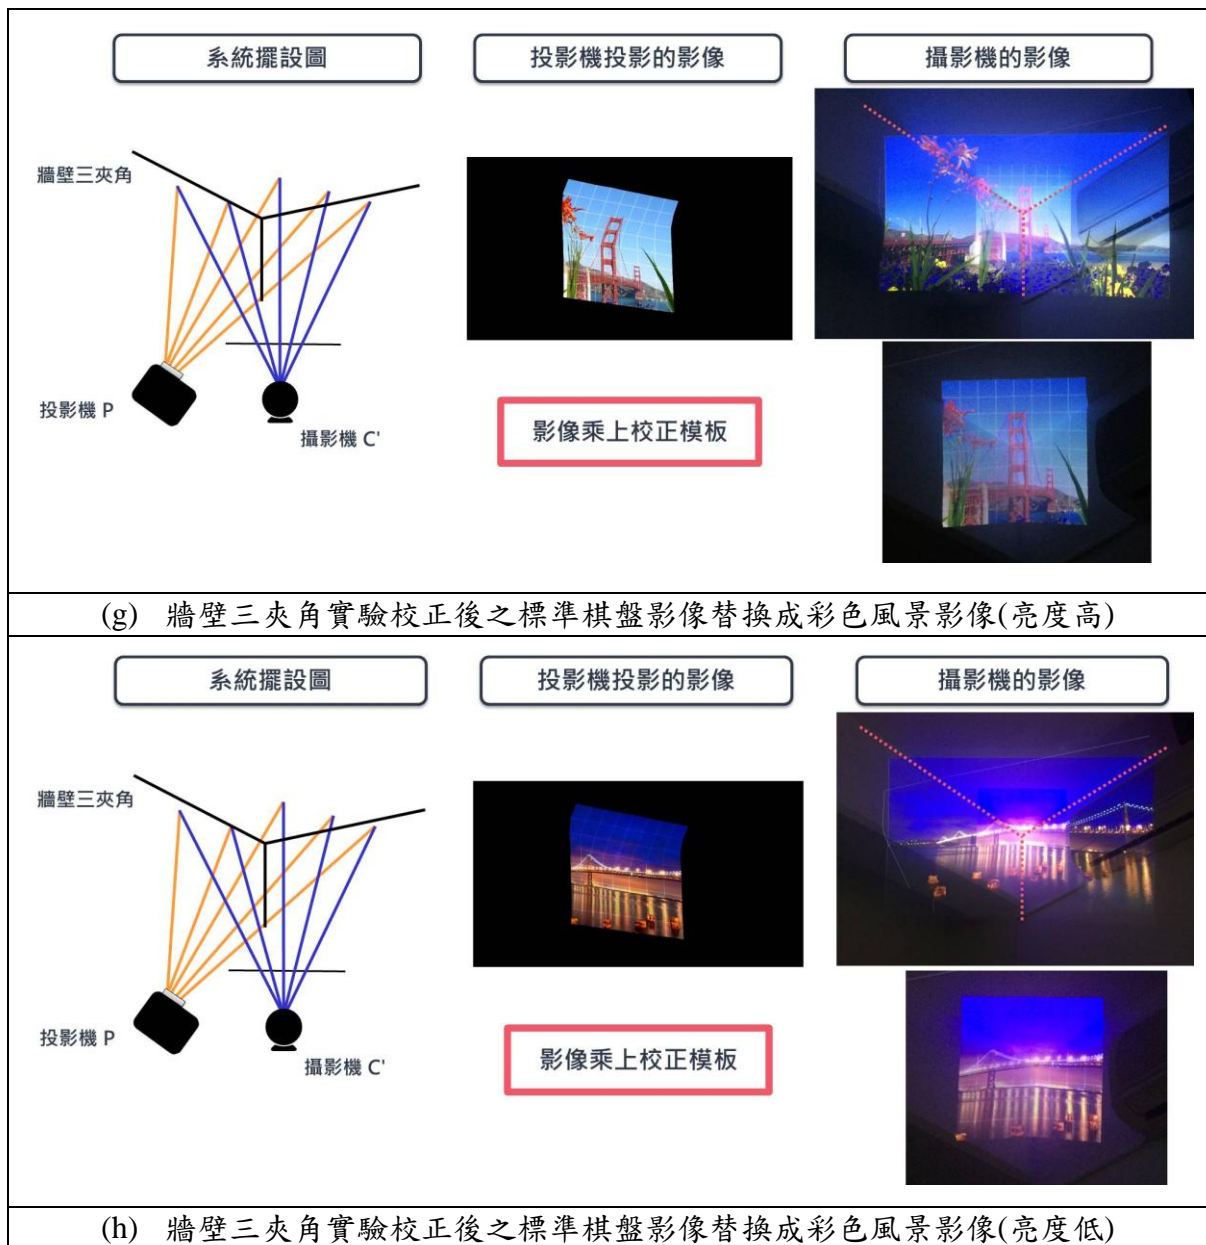 系統擺設圖
投影機投影的影像
攝影機的影像
牆壁三夾角
投影機 P
攝影機 C'
影像乘上校正模板
(g) 牆壁三夾角實驗校正後之標準棋盤影像替換成彩色風景影像(亮度高)
系統擺設圖
投影機投影的影像
攝影機的影像
牆壁三夾角
投影機 P
攝影機 C'
影像乘上校正模板
(h) 牆壁三夾角實驗校正後之標準棋盤影像替換成彩色風景影像(亮度低)